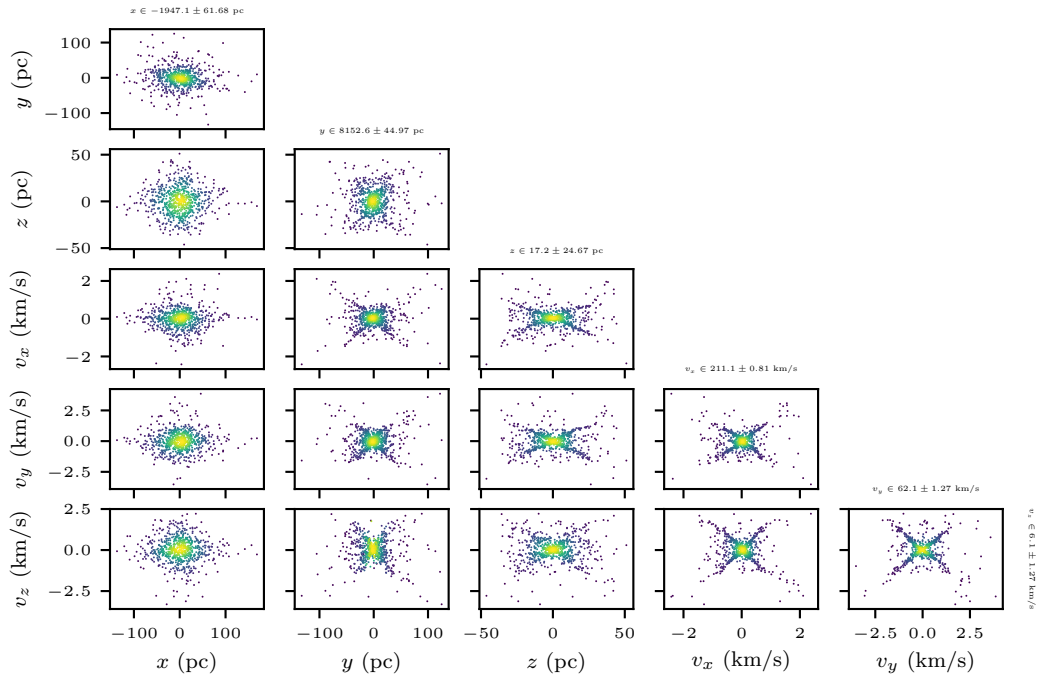 x ∈ −1947.1 ± 61.68 pc
y (pc)
100
0
−100
y ∈ 8152.6 ± 44.97 pc
z (pc)
50
0
−50
z ∈ 17.2 ± 24.67 pc
v_x (km/s)
2
0
−2
v_x ∈ 211.1 ± 0.81 km/s
v_y (km/s)
2.5
0.0
−2.5
v_y ∈ 62.1 ± 1.27 km/s
v_z (km/s)
2.5
0.0
−2.5
v_z ∈ 6.1 ± 1.27 km/s
−100 0 100 −100 0 100 −50 0 50 −2 0 2 −2.5 0.0 2.5
x (pc) y (pc) z (pc) v_x (km/s) v_y (km/s)